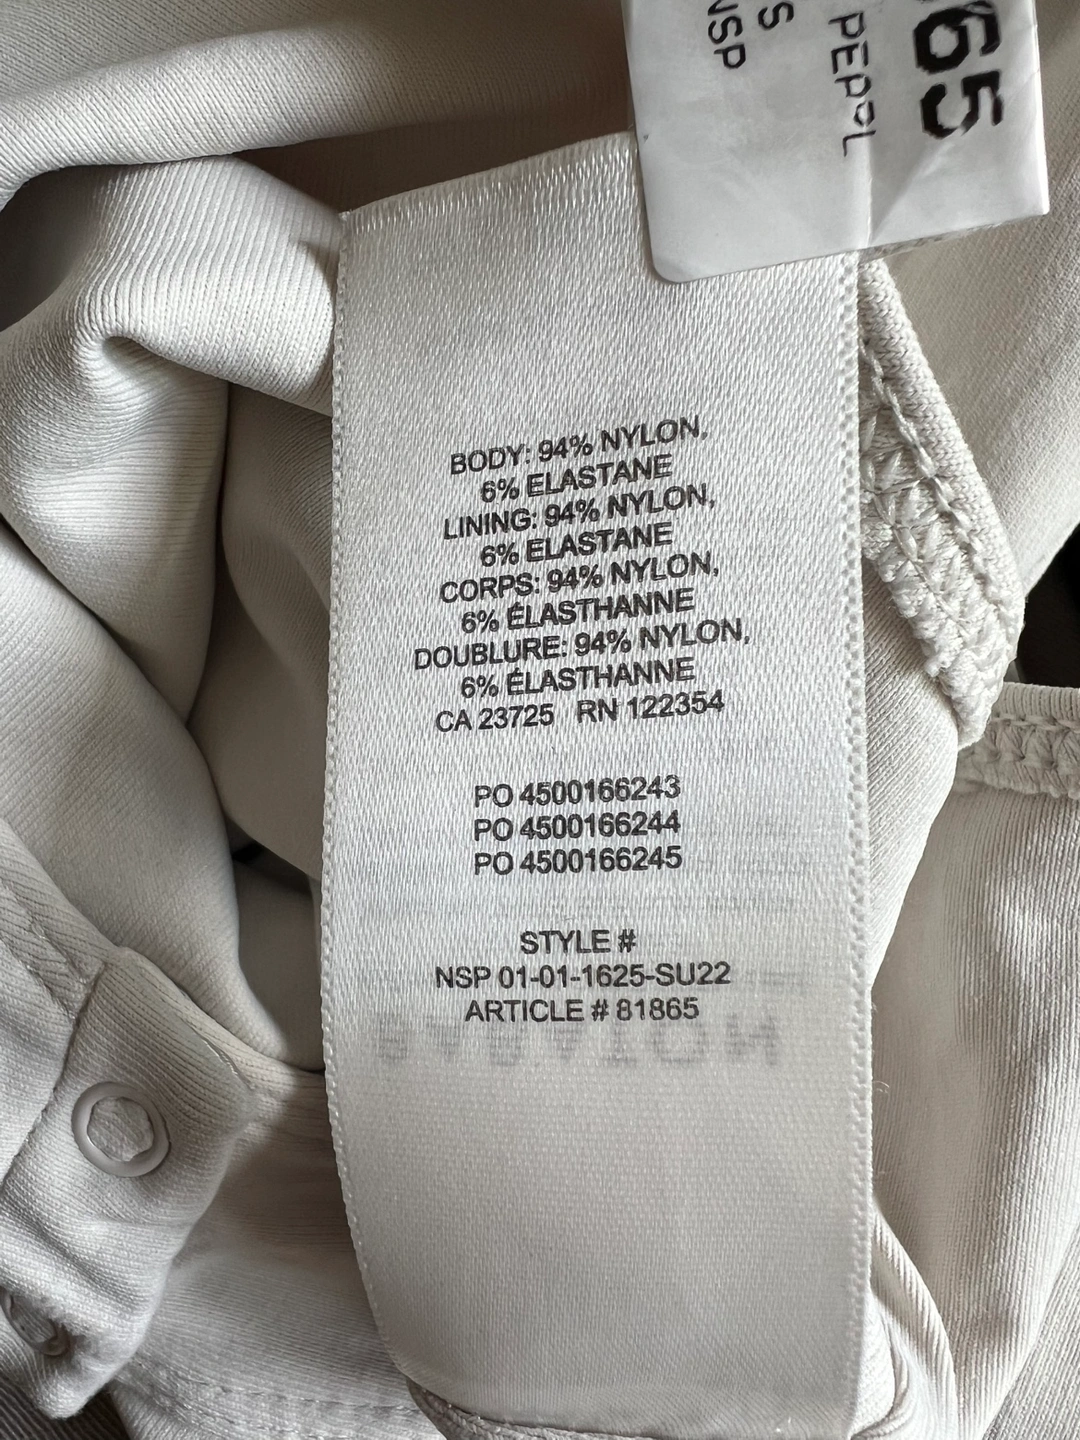 665
PEPPL
S
NSP
BODY: 94% NYLON,
6% ELASTANE
LINING: 94% NYLON,
6% ELASTANE
CORPS: 94% NYLON,
6% ÉLASTHANNE
DOUBLURE: 94% NYLON,
6% ÉLASTHANNE
CA 23725 RN 122354
PO 4500166243
PO 4500166244
PO 4500166245
STYLE #
NSP 01-01-1625-SU22
ARTICLE # 81865